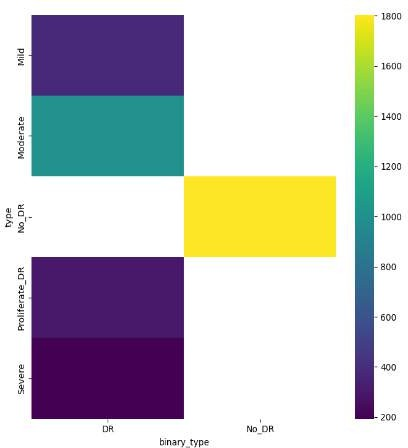 type
Mild
Moderate
No_DR
Proliferate_DR
Severe
DR No_DR
binary_type
1800
1600
1400
1200
1000
800
600
400
200